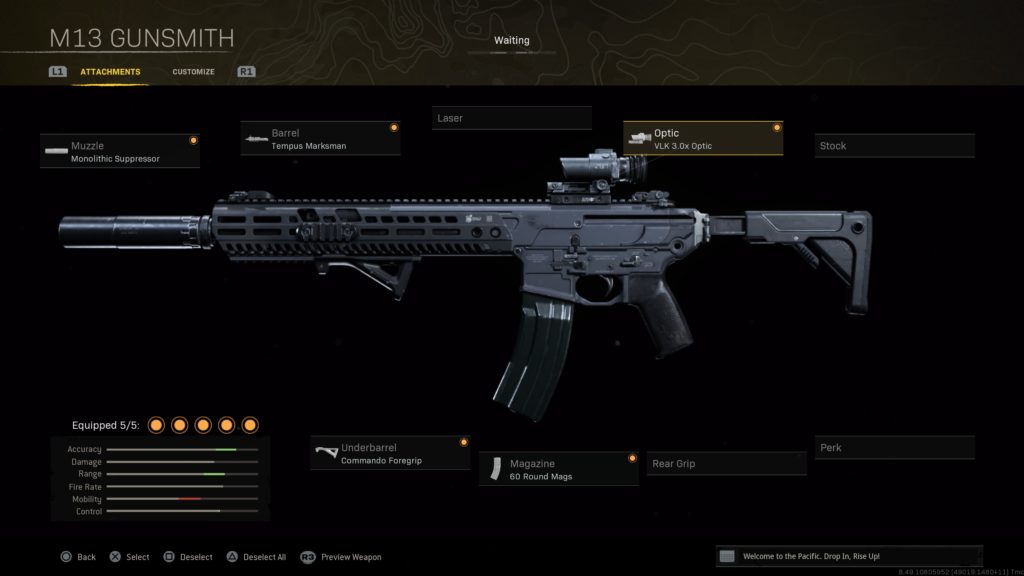 M13 GUNSMITH
Waiting
L1 ATTACHMENTS CUSTOMIZE R1
Muzzle
Monolithic Suppressor
Barrel
Tempus Marksman
Laser
Optic
VLK 3.0x Optic
Stock
Equipped 5/5:
Accuracy
Damage
Range
Fire Rate
Mobility
Control
Underbarrel
Commando Foregrip
Magazine
60 Round Mags
Rear Grip
Perk
Back Select Deselect Deselect All R3 Preview Weapon
Welcome to the Pacific. Drop In, Rise Up!